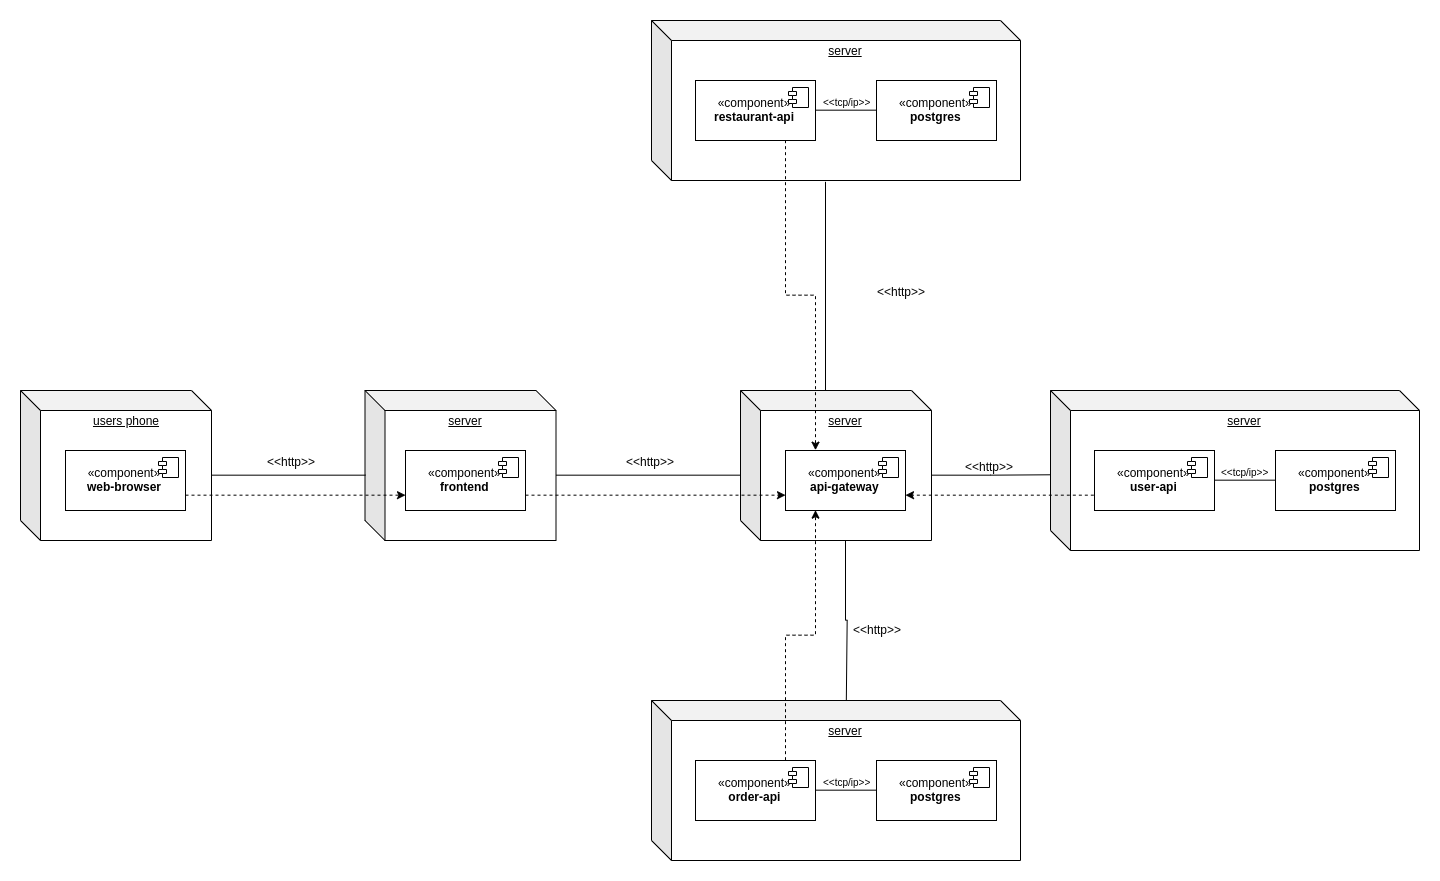 server
«component»
restaurant-api
<<tcp/ip>>
«component»
postgres
<<http>>
users phone
«component»
web-browser
<<http>>
server
«component»
frontend
<<http>>
server
«component»
api-gateway
<<http>>
server
«component»
user-api
<<tcp/ip>>
«component»
postgres
<<http>>
server
«component»
order-api
<<tcp/ip>>
«component»
postgres